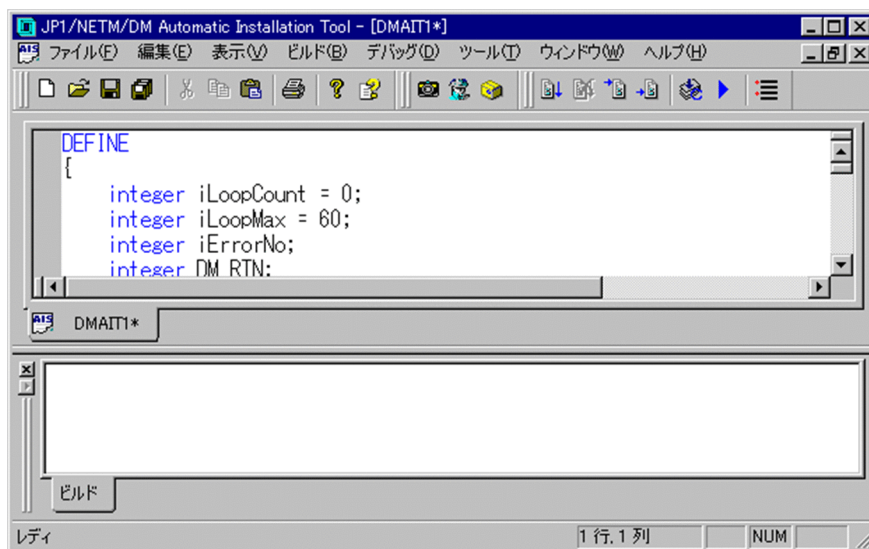 JP1/NETM/DM Automatic Installation Tool - [DMAIT1*]
ファイル(F) 編集(E) 表示(V) ビルド(B) デバッグ(D) ツール(T) ウィンドウ(W) ヘルプ(H)
DEFINE
{
integer iLoopCount = 0;
integer iLoopMax = 60;
integer iErrorNo;
integer DM_RTN;
AIS DMAIT1*
ビルド
レディ 1 行, 1 列 NUM